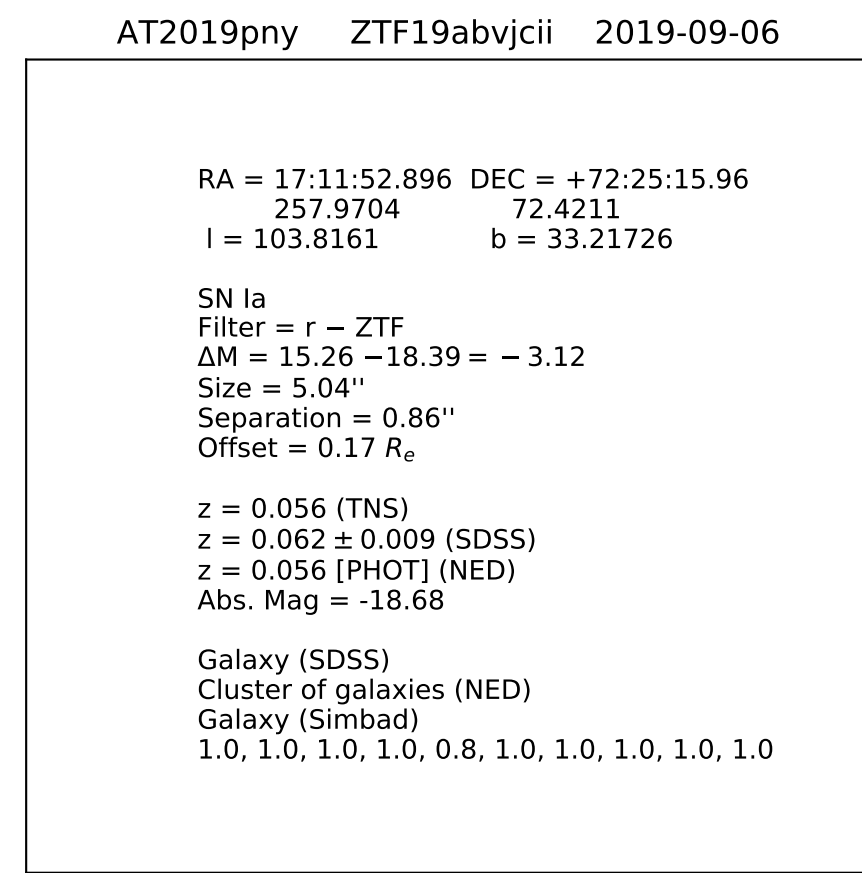 AT2019pny ZTF19abvjcii 2019-09-06
RA = 17:11:52.896 DEC = +72:25:15.96
257.9704 72.4211
l = 103.8161 b = 33.21726
SN Ia
Filter = r − ZTF
ΔM = 15.26 −18.39 = − 3.12
Size = 5.04''
Separation = 0.86''
Offset = 0.17 Re
z = 0.056 (TNS)
z = 0.062 ± 0.009 (SDSS)
z = 0.056 [PHOT] (NED)
Abs. Mag = -18.68
Galaxy (SDSS)
Cluster of galaxies (NED)
Galaxy (Simbad)
1.0, 1.0, 1.0, 1.0, 0.8, 1.0, 1.0, 1.0, 1.0, 1.0